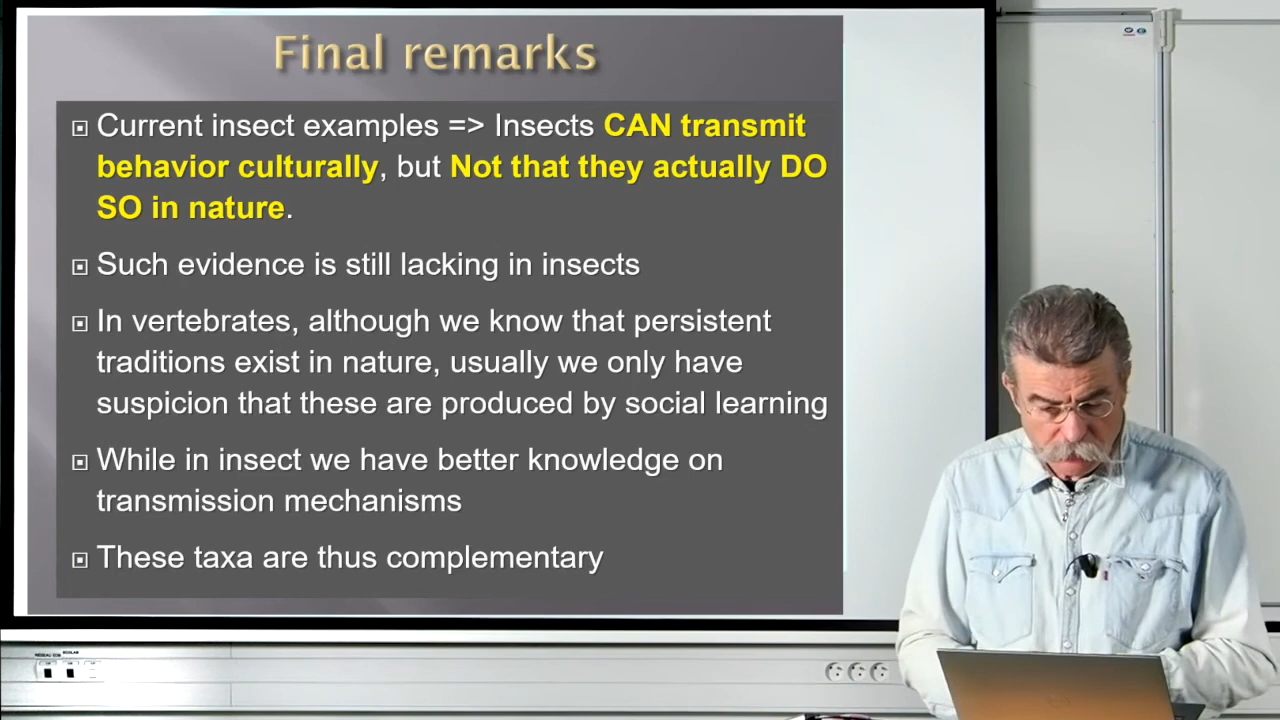 Final remarks
Current insect examples => Insects CAN transmit
behavior culturally, but Not that they actually DO
SO in nature.
Such evidence is still lacking in insects
In vertebrates, although we know that persistent
traditions exist in nature, usually we only have
suspicion that these are produced by social learning
While in insect we have better knowledge on
transmission mechanisms
These taxa are thus complementary